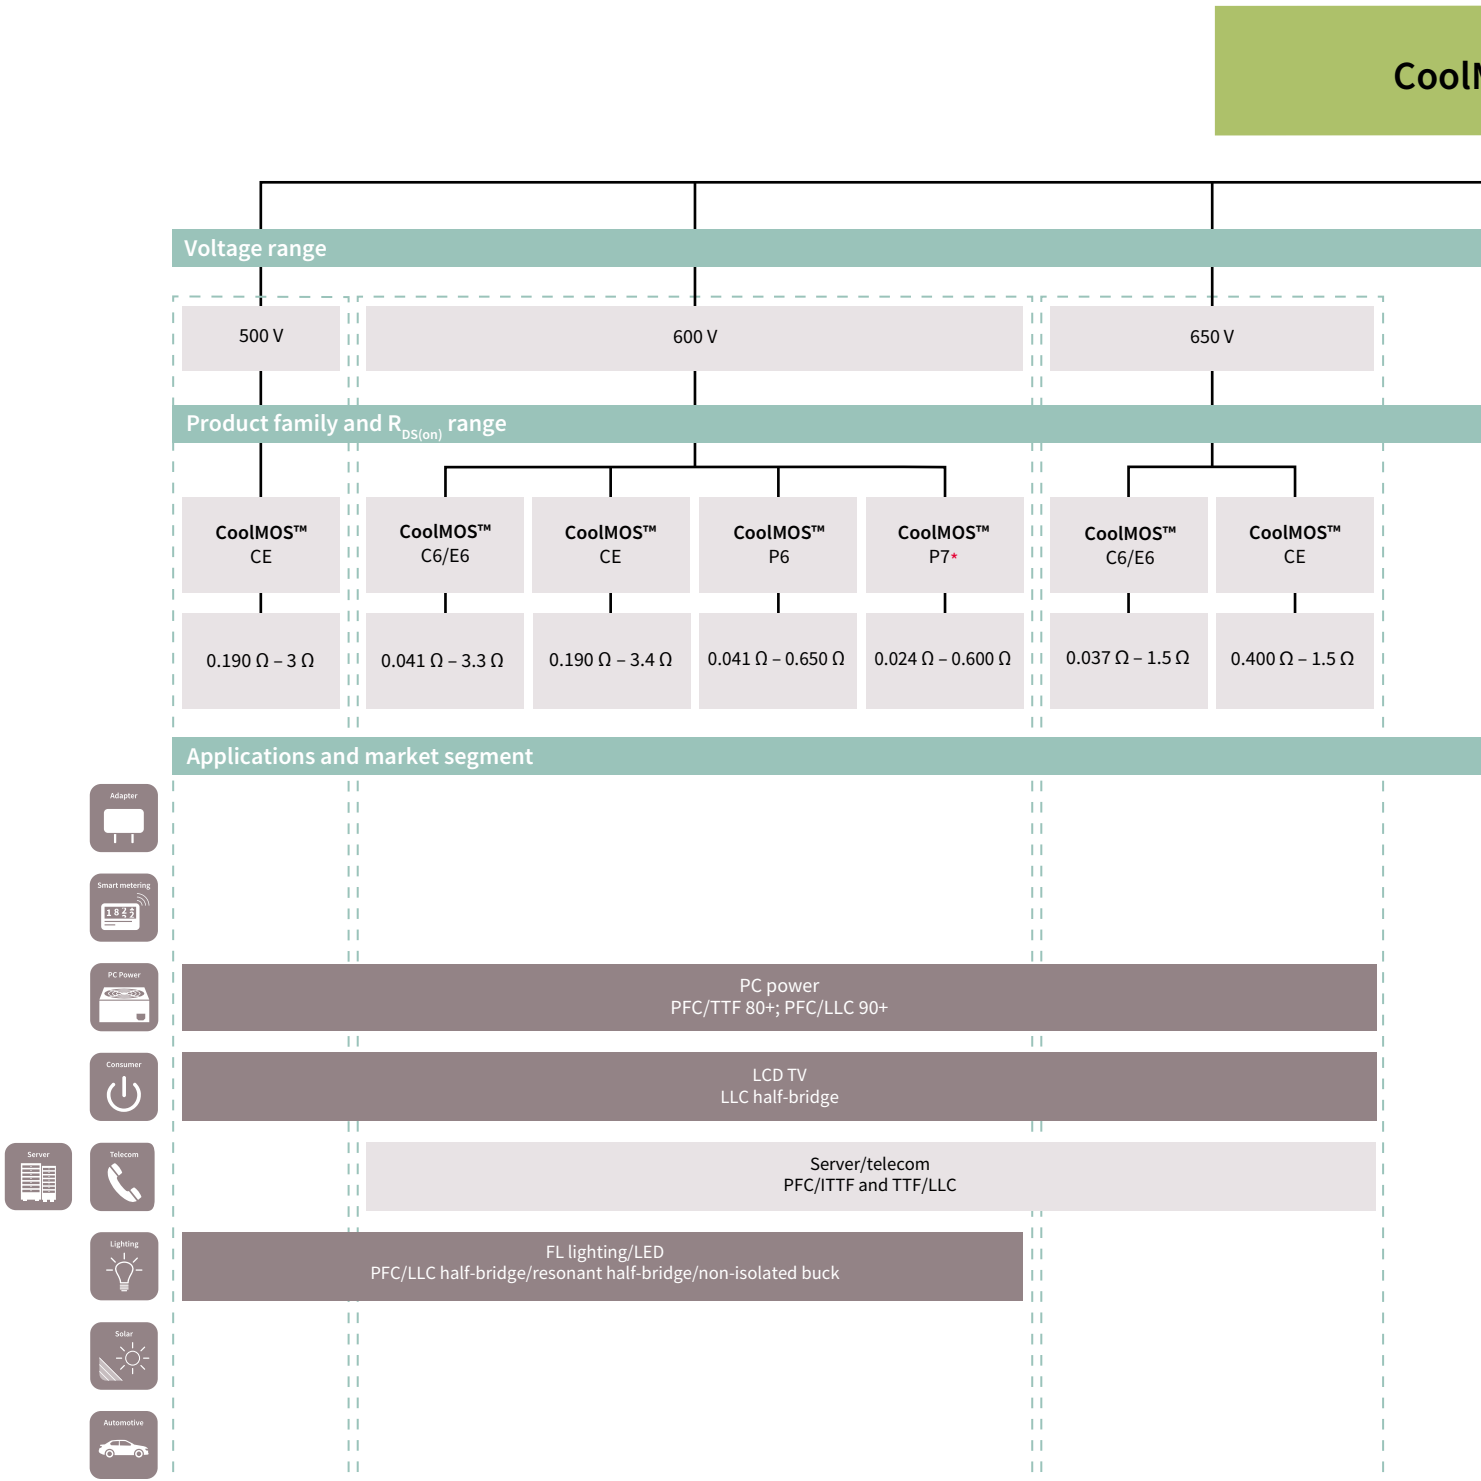 CoolM
Voltage range
500 V
600 V
650 V
Product family and RDS(on) range
CoolMOS™
CE
CoolMOS™
C6/E6
CoolMOS™
CE
CoolMOS™
P6
CoolMOS™
P7*
CoolMOS™
C6/E6
CoolMOS™
CE
0.190 Ω – 3 Ω
0.041 Ω – 3.3 Ω
0.190 Ω – 3.4 Ω
0.041 Ω – 0.650 Ω
0.024 Ω – 0.600 Ω
0.037 Ω – 1.5 Ω
0.400 Ω – 1.5 Ω
Applications and market segment
Adapter
Smart metering
PC Power
PC power
PFC/TTF 80+; PFC/LLC 90+
Consumer
LCD TV
LLC half-bridge
Server
Telecom
Server/telecom
PFC/ITTF and TTF/LLC
Lighting
FL lighting/LED
PFC/LLC half-bridge/resonant half-bridge/non-isolated buck
Solar
Automotive